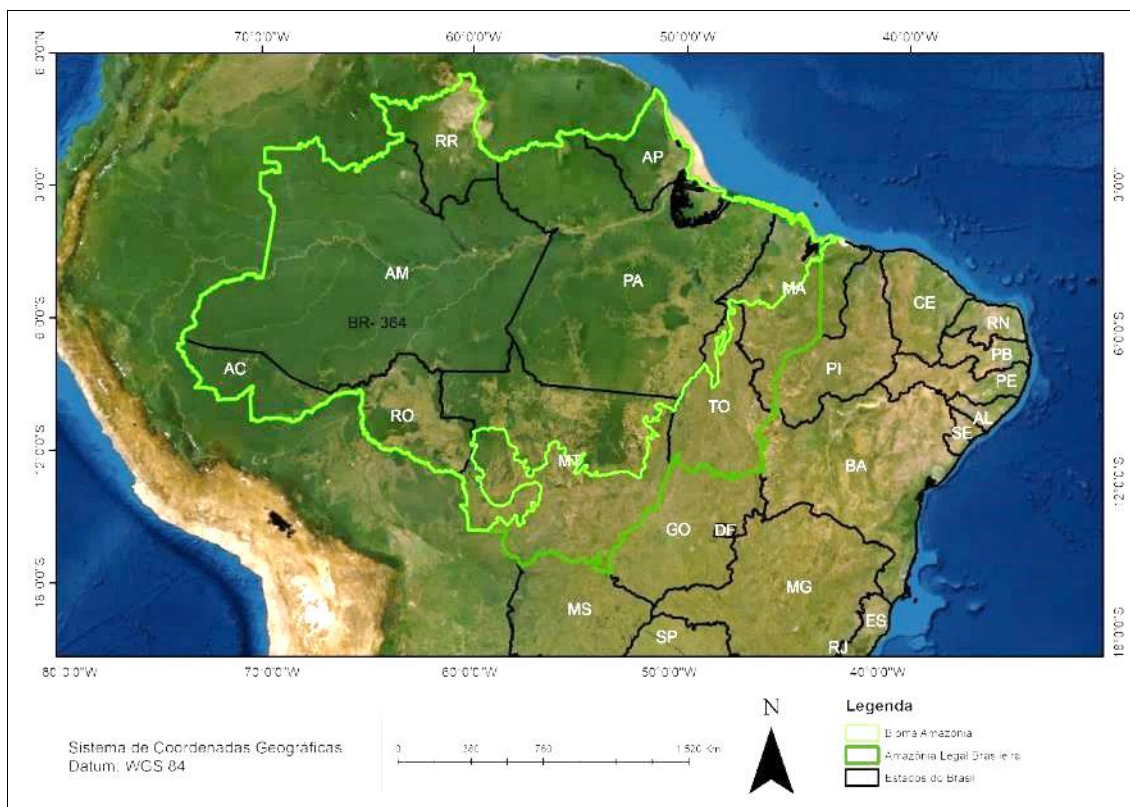 70°0'0"W 60°0'0"W 50°0'0"W 40°0'0"W
RR
AP
0°0'0" 0°0'0"
AM
PA
MA
CE
BR- 364
6°0'0"S 6°0'0"S
RN
PB
AC
PI
PE
TO
RO
AL
SE
12°0'0"S 12°0'0"S
MT
BA
GO
DF
18°0'0"S 18°0'0"S
MS
MG
ES
SP
RJ
80°0'0"W 70°0'0"W 60°0'0"W 50°0'0"W 40°0'0"W
Sistema de Coordenadas Geográficas
Datum: WGS 84
0 380 760 1.520 Km
N
Legenda
Bioma Amazônia
Amazônia Legal Brasileira
Estados do Brasil